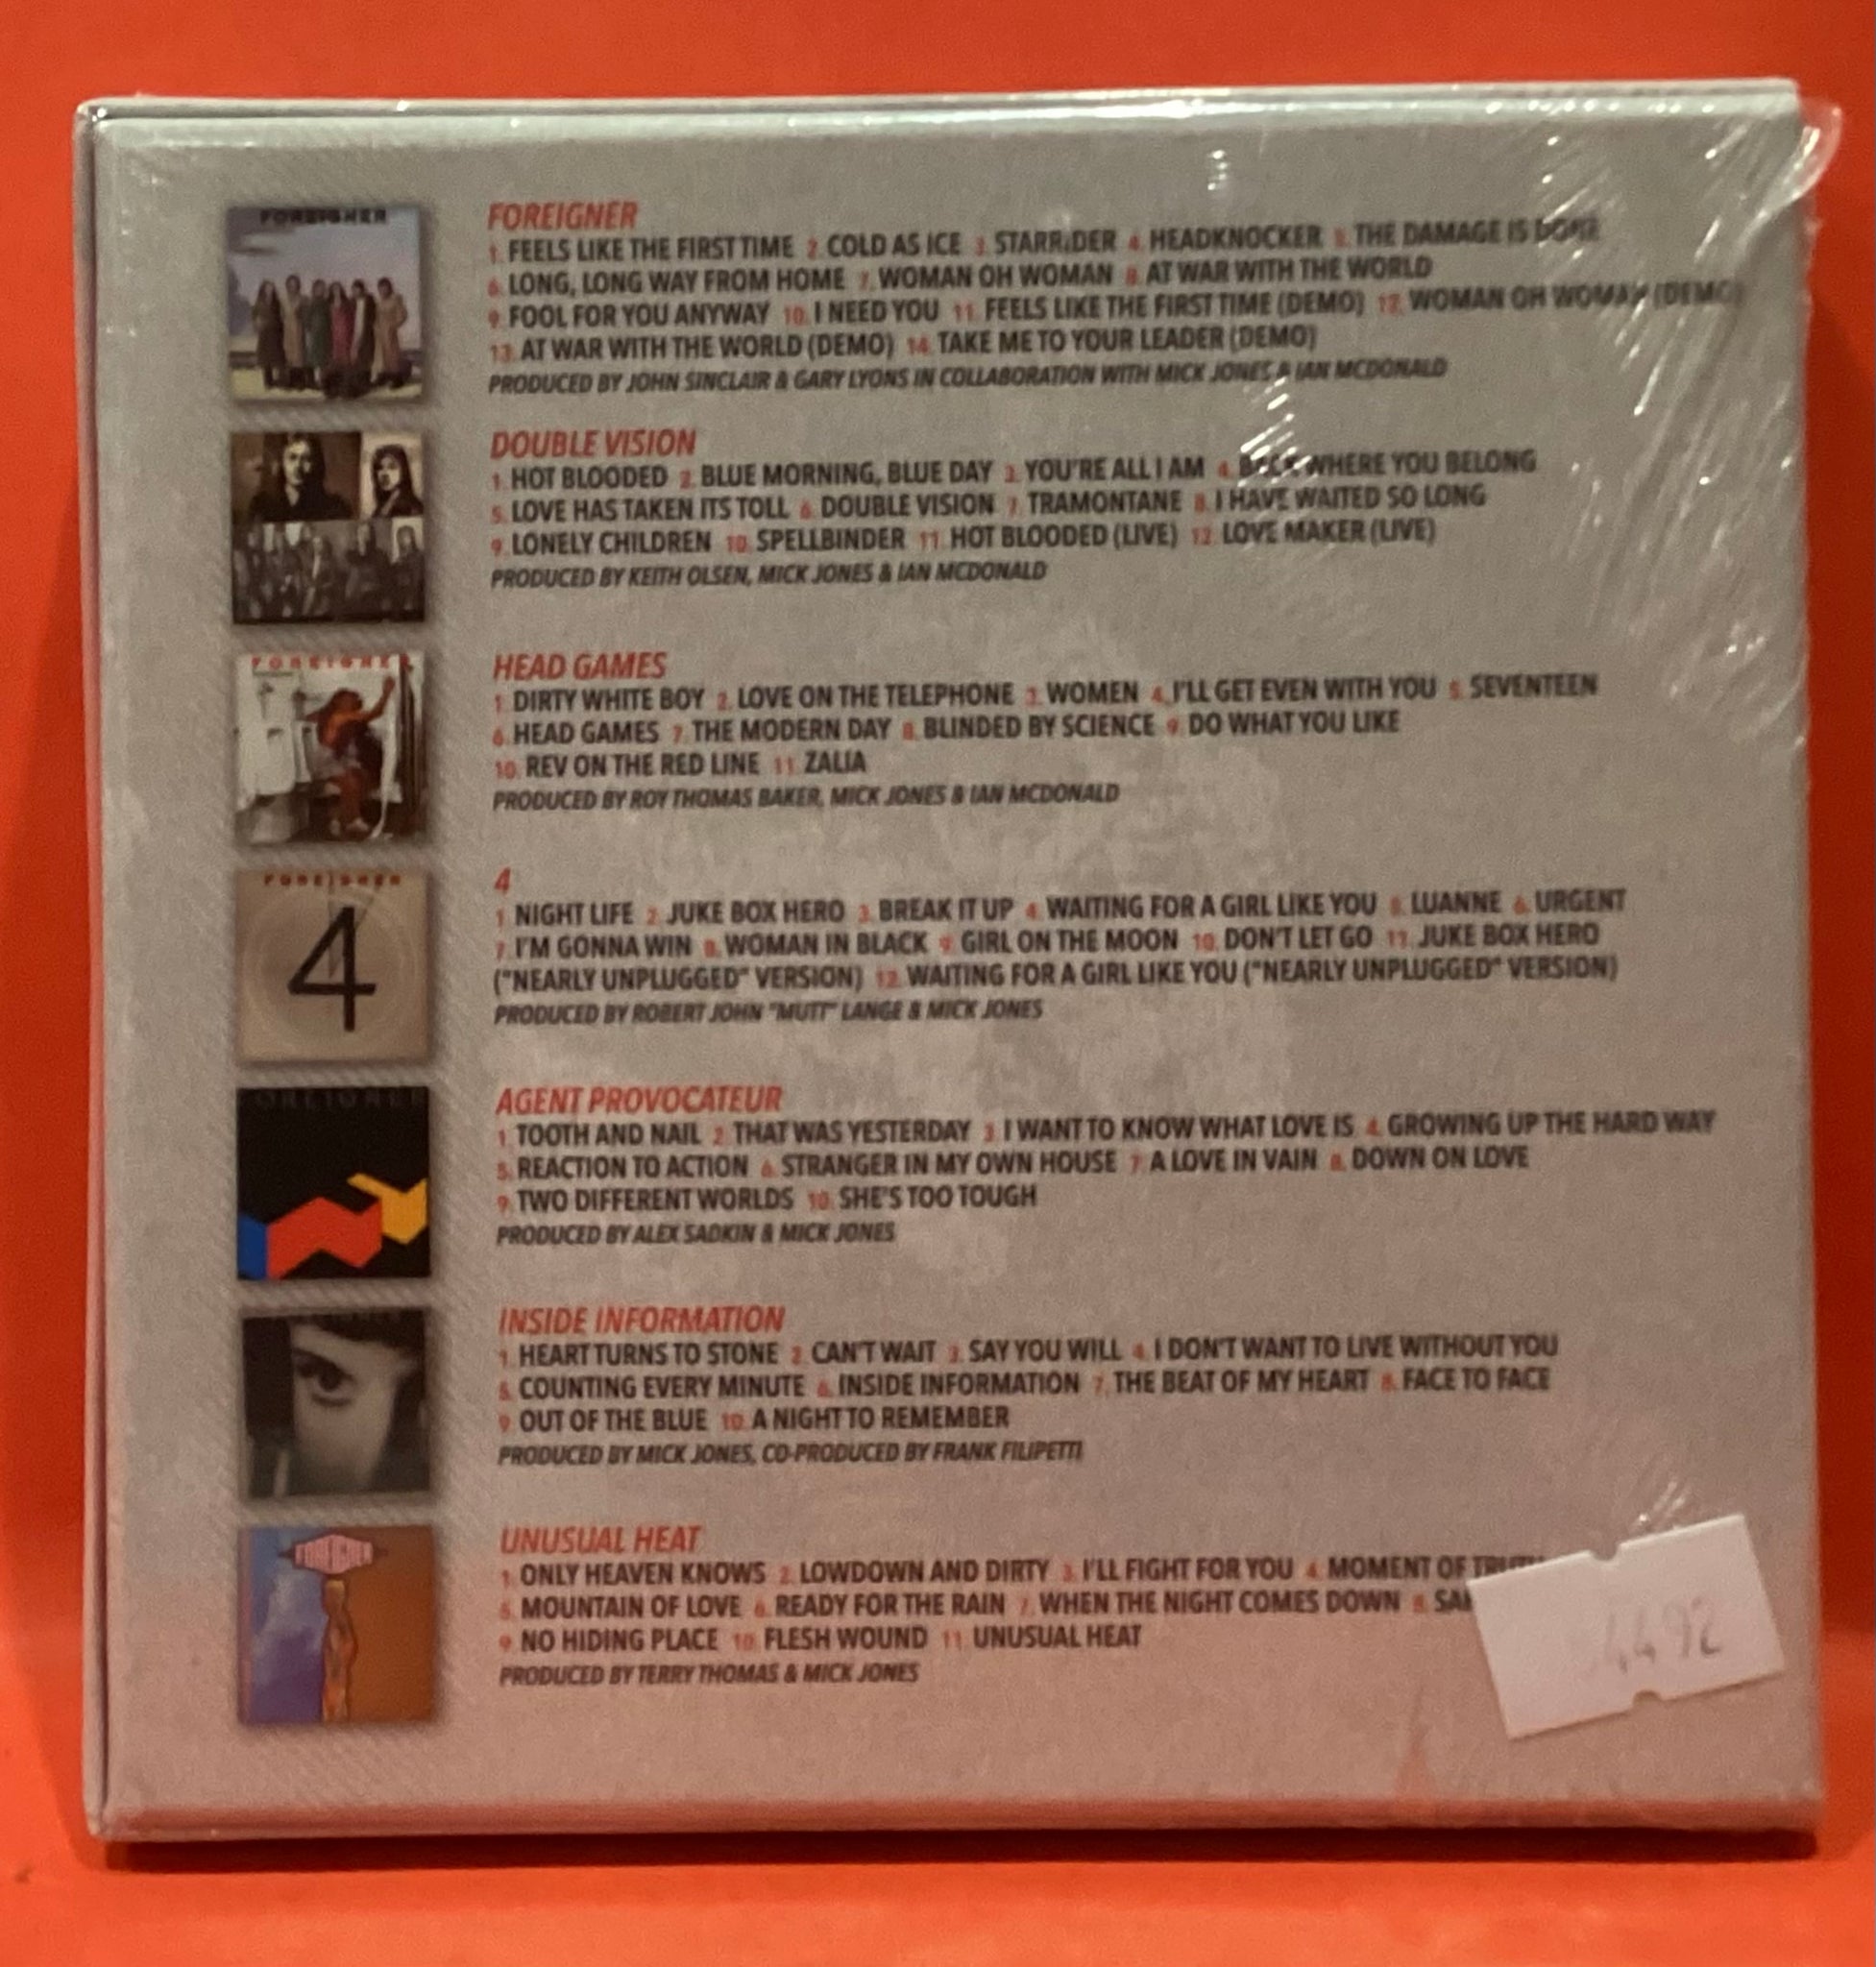 FOREIGNER
FOREIGNER
1. FEELS LIKE THE FIRST TIME 2. COLD AS ICE 3. STARRIDER 4. HEADKNOCKER 5. THE DAMAGE IS DONE
6. LONG, LONG WAY FROM HOME 7. WOMAN OH WOMAN 8. AT WAR WITH THE WORLD
9. FOOL FOR YOU ANYWAY 10. I NEED YOU 11. FEELS LIKE THE FIRST TIME (DEMO) 12. WOMAN OH WOMAN (DEMO)
13. AT WAR WITH THE WORLD (DEMO) 14. TAKE ME TO YOUR LEADER (DEMO)
PRODUCED BY JOHN SINCLAIR & GARY LYONS IN COLLABORATION WITH MICK JONES & IAN MCDONALD
DOUBLE VISION
1. HOT BLOODED 2. BLUE MORNING, BLUE DAY 3. YOU'RE ALL I AM 4. BACK WHERE YOU BELONG
5. LOVE HAS TAKEN ITS TOLL 6. DOUBLE VISION 7. TRAMONTANE 8. I HAVE WAITED SO LONG
9. LONELY CHILDREN 10. SPELLBINDER 11. HOT BLOODED (LIVE) 12. LOVE MAKER (LIVE)
PRODUCED BY KEITH OLSEN, MICK JONES & IAN MCDONALD
FOREIGNER
HEAD GAMES
1. DIRTY WHITE BOY 2. LOVE ON THE TELEPHONE 3. WOMEN 4. I'LL GET EVEN WITH YOU 5. SEVENTEEN
6. HEAD GAMES 7. THE MODERN DAY 8. BLINDED BY SCIENCE 9. DO WHAT YOU LIKE
10. REV ON THE RED LINE 11. ZALIA
PRODUCED BY ROY THOMAS BAKER, MICK JONES & IAN MCDONALD
FOREIGNER
4
4
1. NIGHT LIFE 2. JUKE BOX HERO 3. BREAK IT UP 4. WAITING FOR A GIRL LIKE YOU 5. LUANNE 6. URGENT
7. I'M GONNA WIN 8. WOMAN IN BLACK 9. GIRL ON THE MOON 10. DON'T LET GO 11. JUKE BOX HERO
("NEARLY UNPLUGGED" VERSION) 12. WAITING FOR A GIRL LIKE YOU ("NEARLY UNPLUGGED" VERSION)
PRODUCED BY ROBERT JOHN "MUTT" LANGE & MICK JONES
FOREIGNER
AGENT PROVOCATEUR
1. TOOTH AND NAIL 2. THAT WAS YESTERDAY 3. I WANT TO KNOW WHAT LOVE IS 4. GROWING UP THE HARD WAY
5. REACTION TO ACTION 6. STRANGER IN MY OWN HOUSE 7. A LOVE IN VAIN 8. DOWN ON LOVE
9. TWO DIFFERENT WORLDS 10. SHE'S TOO TOUGH
PRODUCED BY ALEX SADKIN & MICK JONES
INSIDE INFORMATION
1. HEART TURNS TO STONE 2. CAN'T WAIT 3. SAY YOU WILL 4. I DON'T WANT TO LIVE WITHOUT YOU
5. COUNTING EVERY MINUTE 6. INSIDE INFORMATION 7. THE BEAT OF MY HEART 8. FACE TO FACE
9. OUT OF THE BLUE 10. A NIGHT TO REMEMBER
PRODUCED BY MICK JONES, CO-PRODUCED BY FRANK FILIPETTI
FOREIGNER
UNUSUAL HEAT
1. ONLY HEAVEN KNOWS 2. LOWDOWN AND DIRTY 3. I'LL FIGHT FOR YOU 4. MOMENT OF TRUTH
5. MOUNTAIN OF LOVE 6. READY FOR THE RAIN 7. WHEN THE NIGHT COMES DOWN 8.
9. NO HIDING PLACE 10. FLESH WOUND 11. UNUSUAL HEAT
PRODUCED BY TERRY THOMAS & MICK JONES
4492